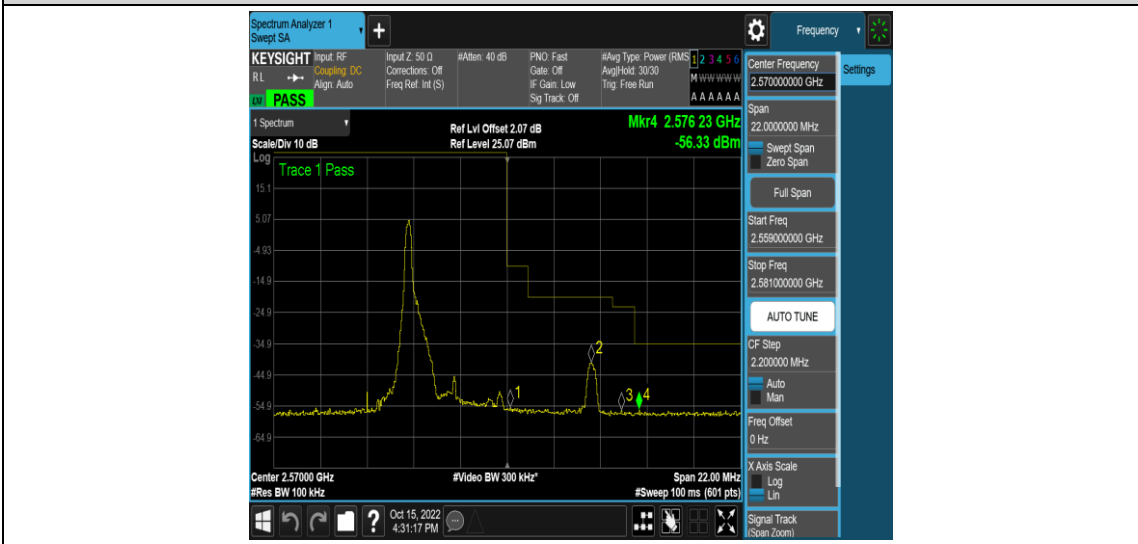 Spectrum Analyzer 1
Swept SA
Frequency
KEYSIGHT
RL
LXI PASS
Input: RF
Coupling: DC
Align: Auto
Input Z: 50 Ω
Corrections: Off
Freq Ref: Int (S)
#Atten: 40 dB
PNO: Fast
Gate: Off
IF Gain: Low
Sig Track: Off
#Avg Type: Power (RMS
Avg|Hold: 30/30
Trig: Free Run
1 2 3 4 5 6
M W W W W W
A A A A A A
1 Spectrum
Scale/Div 10 dB
Ref Lvl Offset 2.07 dB
Ref Level 25.07 dBm
Mkr4 2.576 23 GHz
-56.33 dBm
Log
Trace 1 Pass
15.1
5.07
-4.93
-14.9
-24.9
-34.9
-44.9
-54.9
-64.9
1
2
3
4
Center 2.57000 GHz
#Res BW 100 kHz
#Video BW 300 kHz*
Span 22.00 MHz
#Sweep 100 ms (601 pts)
?
Oct 15, 2022
4:31:17 PM
Center Frequency
2.570000000 GHz
Settings
Span
22.0000000 MHz
Swept Span
Zero Span
Full Span
Start Freq
2.559000000 GHz
Stop Freq
2.581000000 GHz
AUTO TUNE
CF Step
2.200000 MHz
Auto
Man
Freq Offset
0 Hz
X Axis Scale
Log
Lin
Signal Track
(Span Zoom)